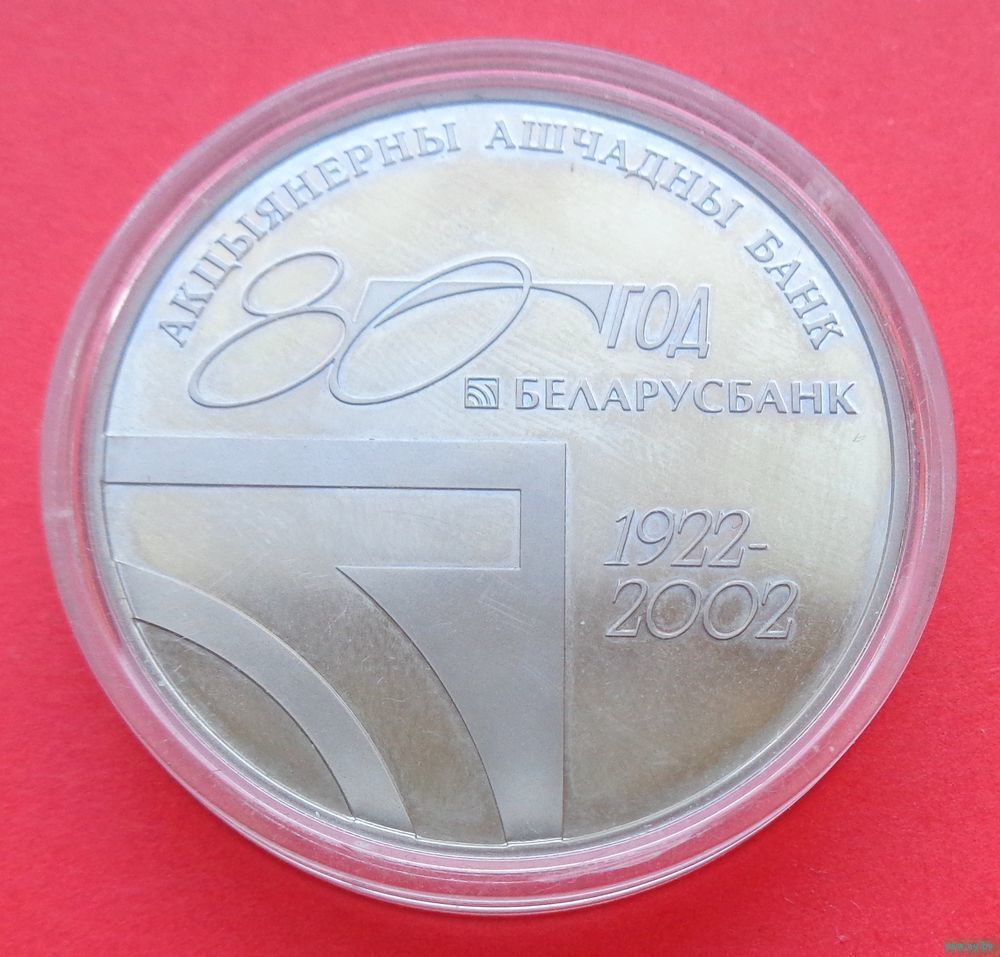 АКЦЫЯНЕРНЫ АШЧАДНЫ БАНК
80 ГОД
БЕЛАРУСБАНК
1922-
2002